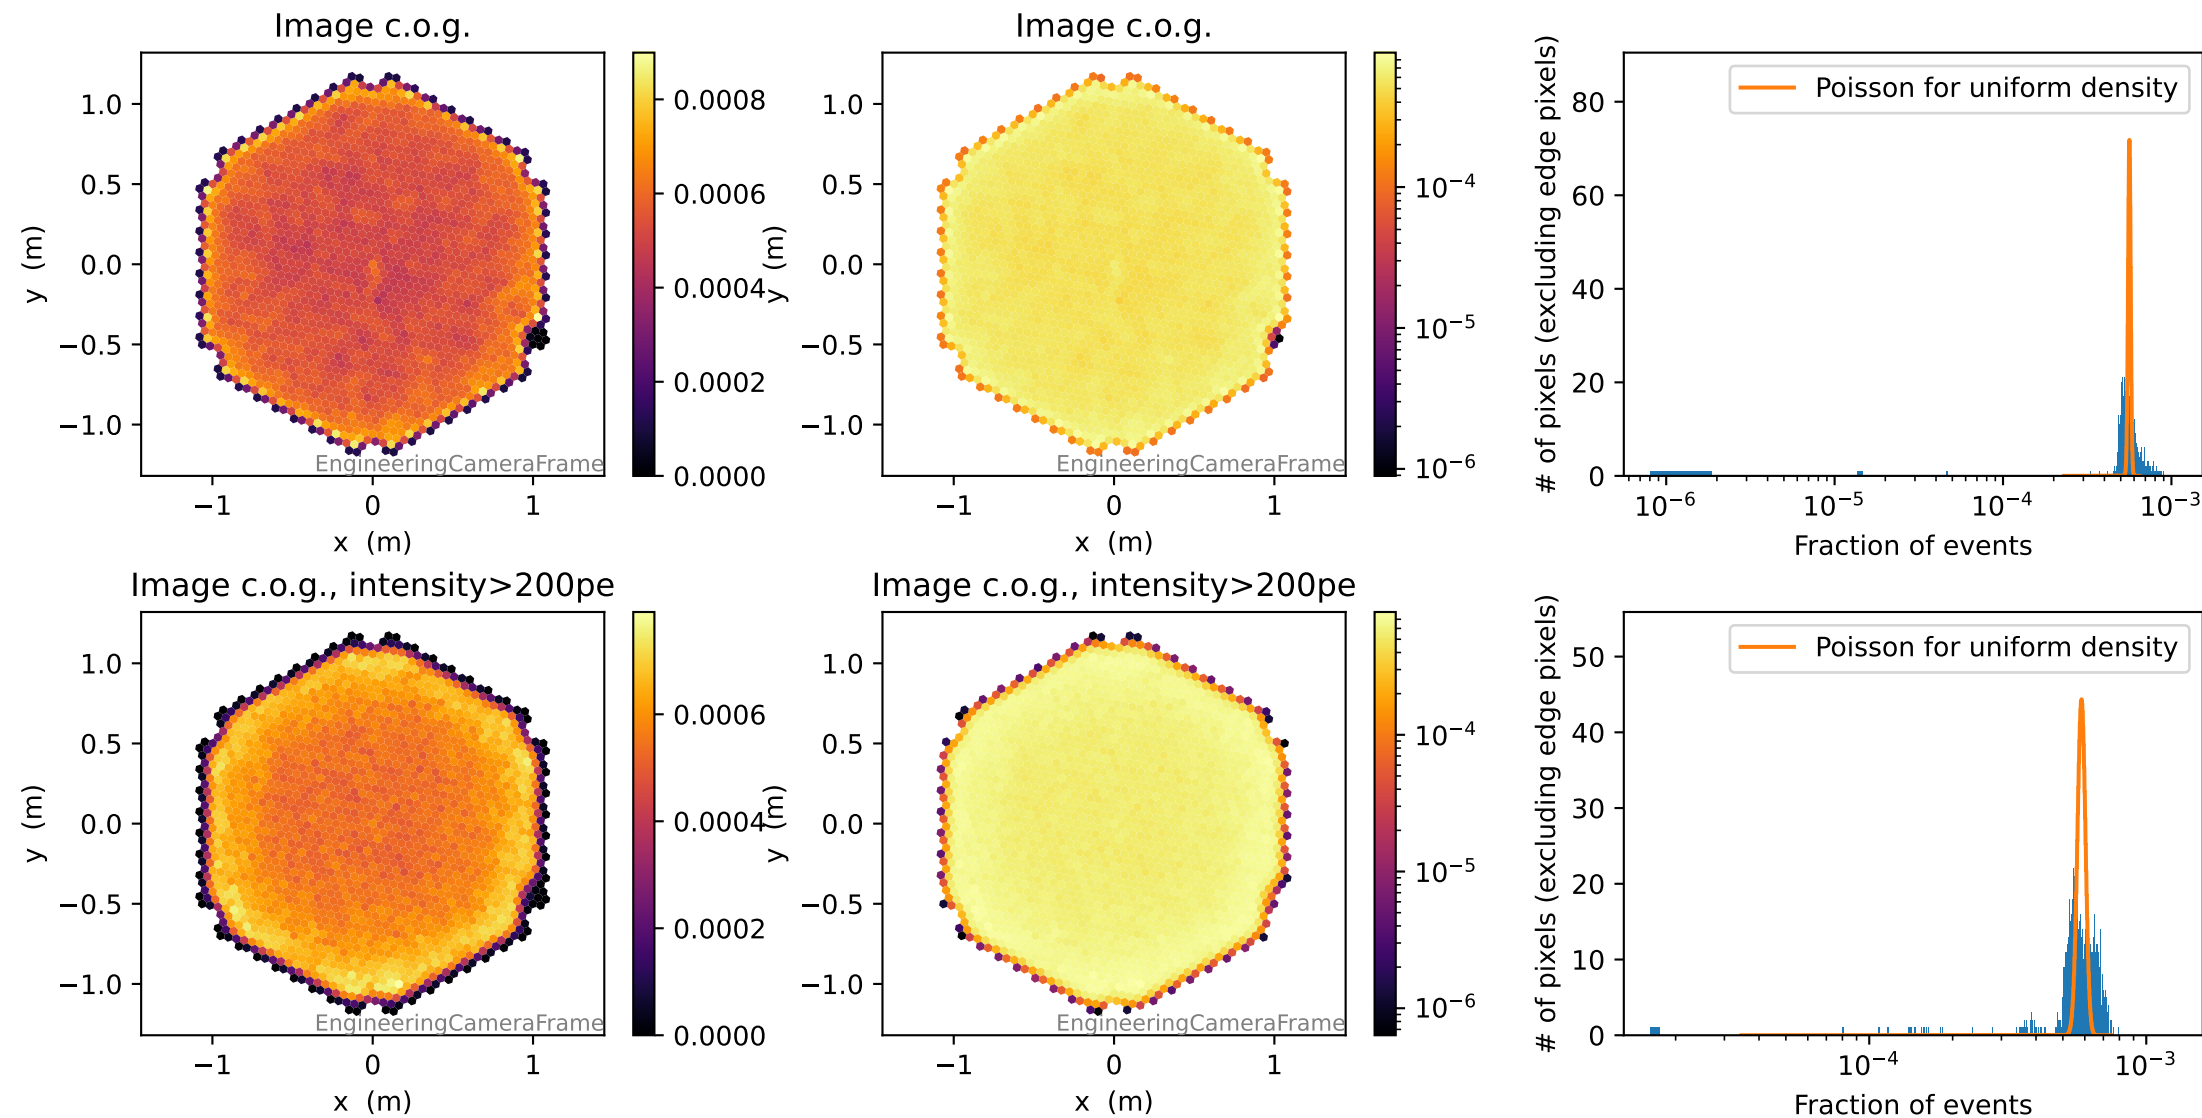 Image c.o.g.
1.0
0.5
0.0
−0.5
−1.0
y (m)
−1
0
1
x (m)
EngineeringCameraFrame
0.0008
0.0006
0.0004
0.0002
0.0000
Image c.o.g.
1.0
0.5
0.0
−0.5
−1.0
y (m)
−1
0
1
x (m)
EngineeringCameraFrame
10⁻⁴
10⁻⁵
10⁻⁶
Poisson for uniform density
80
60
40
20
0
# of pixels (excluding edge pixels)
10⁻⁶
10⁻⁵
10⁻⁴
10⁻³
Fraction of events
Image c.o.g., intensity>200pe
1.0
0.5
0.0
−0.5
−1.0
y (m)
−1
0
1
x (m)
EngineeringCameraFrame
0.0006
0.0004
0.0002
0.0000
Image c.o.g., intensity>200pe
1.0
0.5
0.0
−0.5
−1.0
y (m)
−1
0
1
x (m)
EngineeringCameraFrame
10⁻⁴
10⁻⁵
10⁻⁶
Poisson for uniform density
50
40
30
20
10
0
# of pixels (excluding edge pixels)
10⁻⁴
10⁻³
Fraction of events